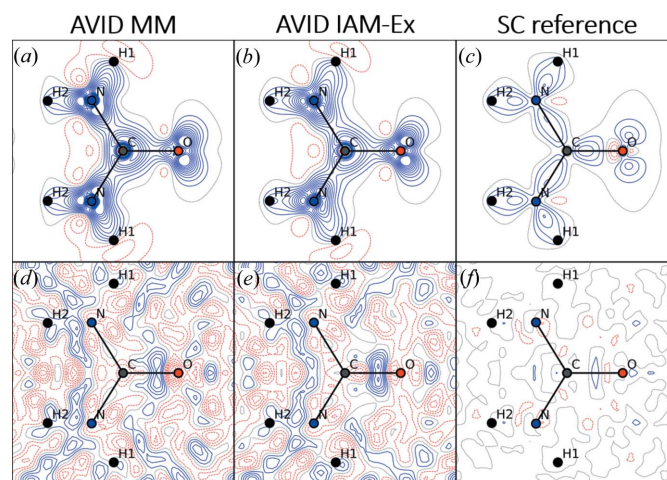 AVID MM AVID IAM-Ex SC reference
(a) (b) (c)
H1 H1 H1
H2 N H2 N H2 N
C O C O C O
H2 N H2 N H2 N
H1 H1 H1
(d) (e) (f)
H1 H1 H1
H2 N H2 N H2 N
C O C O C O
H2 N H2 N H2 N
H1 H1 H1